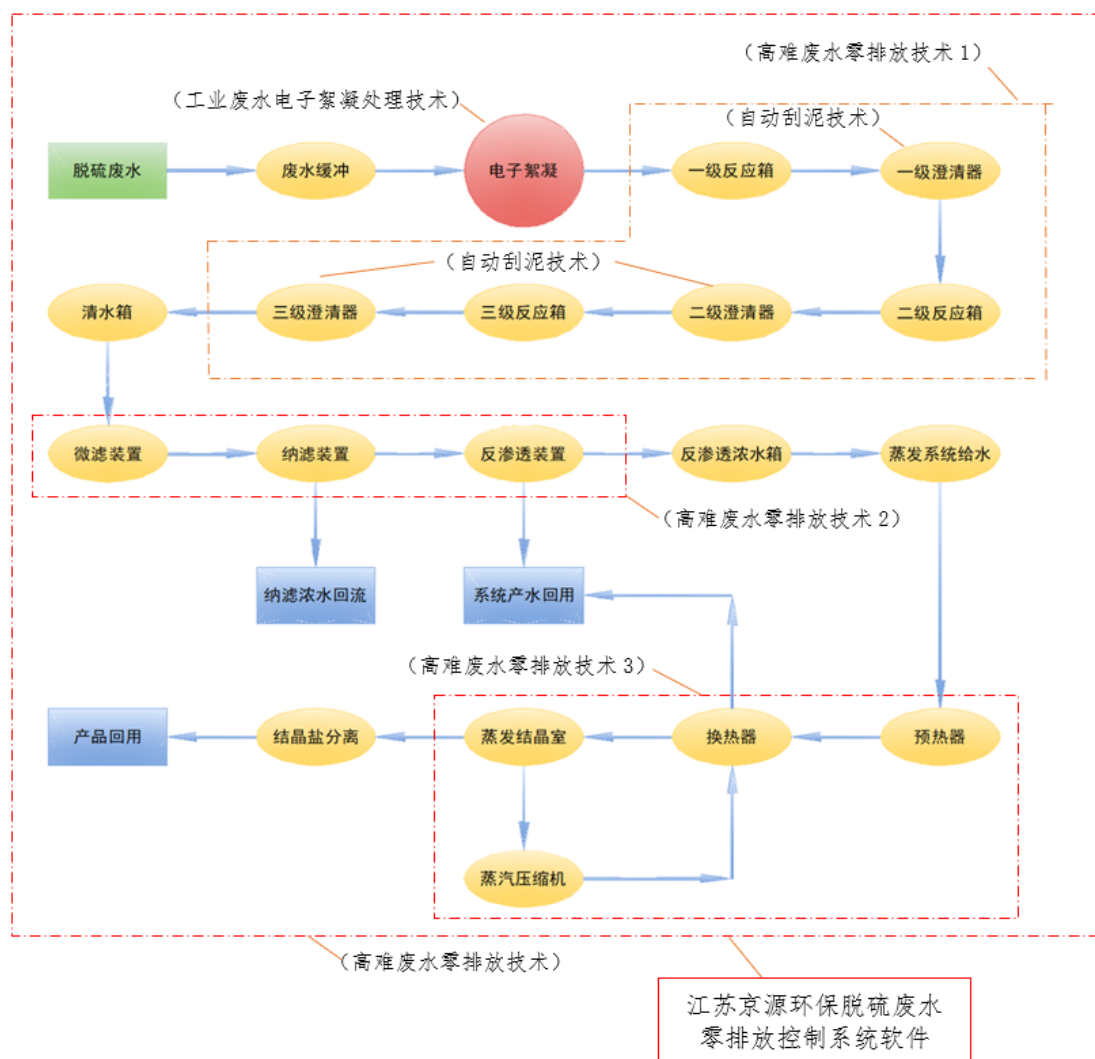 （高难废水零排放技术1）
（工业废水电子絮凝处理技术）
（自动刮泥技术）
脱硫废水
废水缓冲
电子絮凝
一级反应箱
一级澄清器
（自动刮泥技术）
清水箱
三级澄清器
三级反应箱
二级澄清器
二级反应箱
微滤装置
纳滤装置
反渗透装置
反渗透浓水箱
蒸发系统给水
（高难废水零排放技术2）
纳滤浓水回流
系统产水回用
（高难废水零排放技术3）
产品回用
结晶盐分离
蒸发结晶室
换热器
预热器
蒸汽压缩机
（高难废水零排放技术）
江苏京源环保脱硫废水
零排放控制系统软件